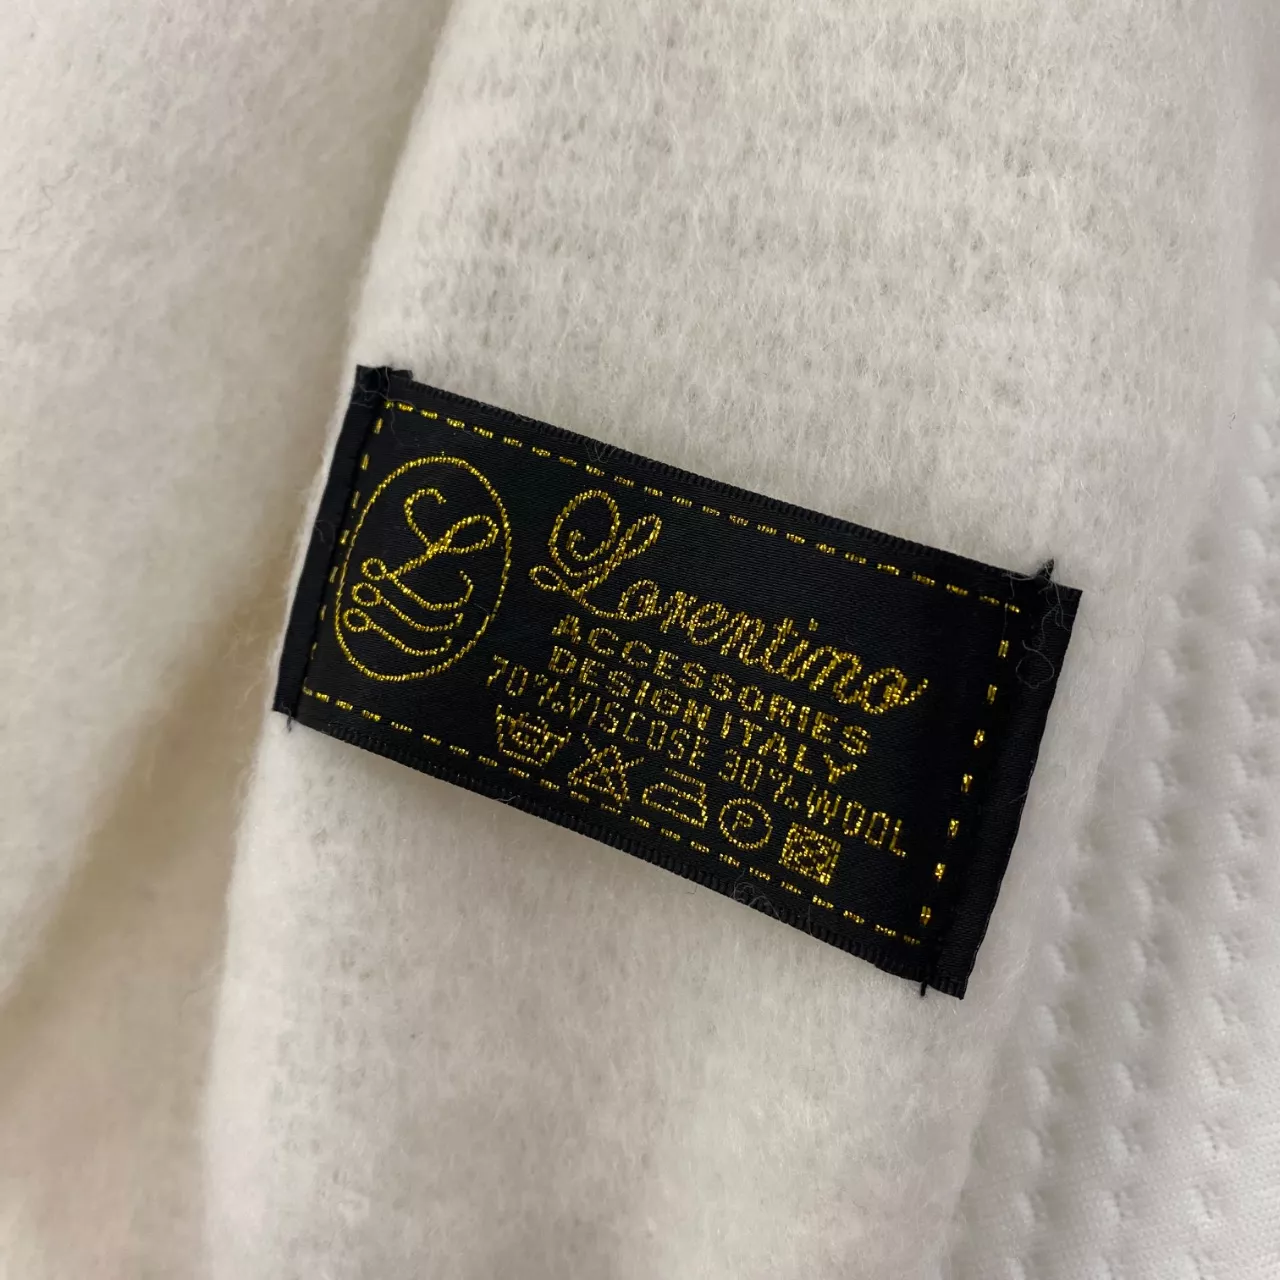 L
Lorentino
ACCESSORIES
DESIGN ITALY
70%VISCOSE 30%WOOL
P